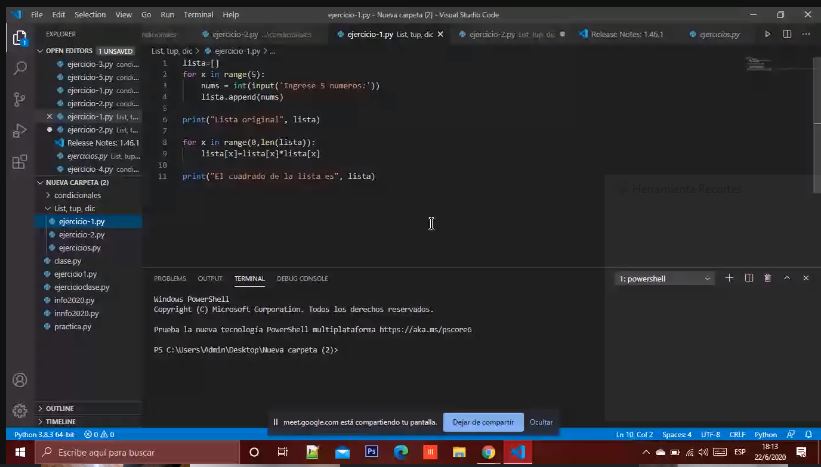 File Edit Selection View Go Run Terminal Help
ejercicio-1.py - Nueva carpeta (2) - Visual Studio Code
EXPLORER
ejercicio-2.py ...\condicionales
ejercicio-1.py List, tup, dic
ejercicio-2.py List, tup, dic
Release Notes: 1.46.1
ejercicios.py
OPEN EDITORS 1 UNSAVED
ejercicio-3.py condi...
ejercicio-5.py condi...
ejercicio-1.py condi...
ejercicio-2.py condi...
ejercicio-1.py List, t...
ejercicio-2.py List, t...
Release Notes: 1.46.1
ejercicios.py List, tup...
ejercicio-4.py condi...
NUEVA CARPETA (2)
condicionales
List, tup, dic
ejercicio-1.py
ejercicio-2.py
ejercicios.py
clase.py
ejercicio1.py
ejercicioclase.py
info2020.py
innfo2020.py
practica.py
OUTLINE
TIMELINE
List, tup, dic > ejercicio-1.py > ...
1 lista=[]
2 for x in range(5):
3 nums = int(input('Ingrese 5 numeros:'))
4 lista.append(nums)
5
6 print("Lista original", lista)
7
8 for x in range(0,len(lista)):
9 lista[x]=lista[x]*lista[x]
10
11 print("El cuadrado de la lista es", lista)
Herramienta Recortes
PROBLEMS OUTPUT TERMINAL DEBUG CONSOLE
1: powershell
Windows PowerShell
Copyright (C) Microsoft Corporation. Todos los derechos reservados.
Prueba la nueva tecnología PowerShell multiplataforma https://aka.ms/pscore6
PS C:\Users\Admin\Desktop\Nueva carpeta (2)>
meet.google.com está compartiendo tu pantalla. Dejar de compartir Ocultar
Python 3.8.3 64-bit 0 0
Ln 10, Col 2 Spaces: 4 UTF-8 CRLF Python
Escribe aquí para buscar
ESP
18:13
22/6/2020